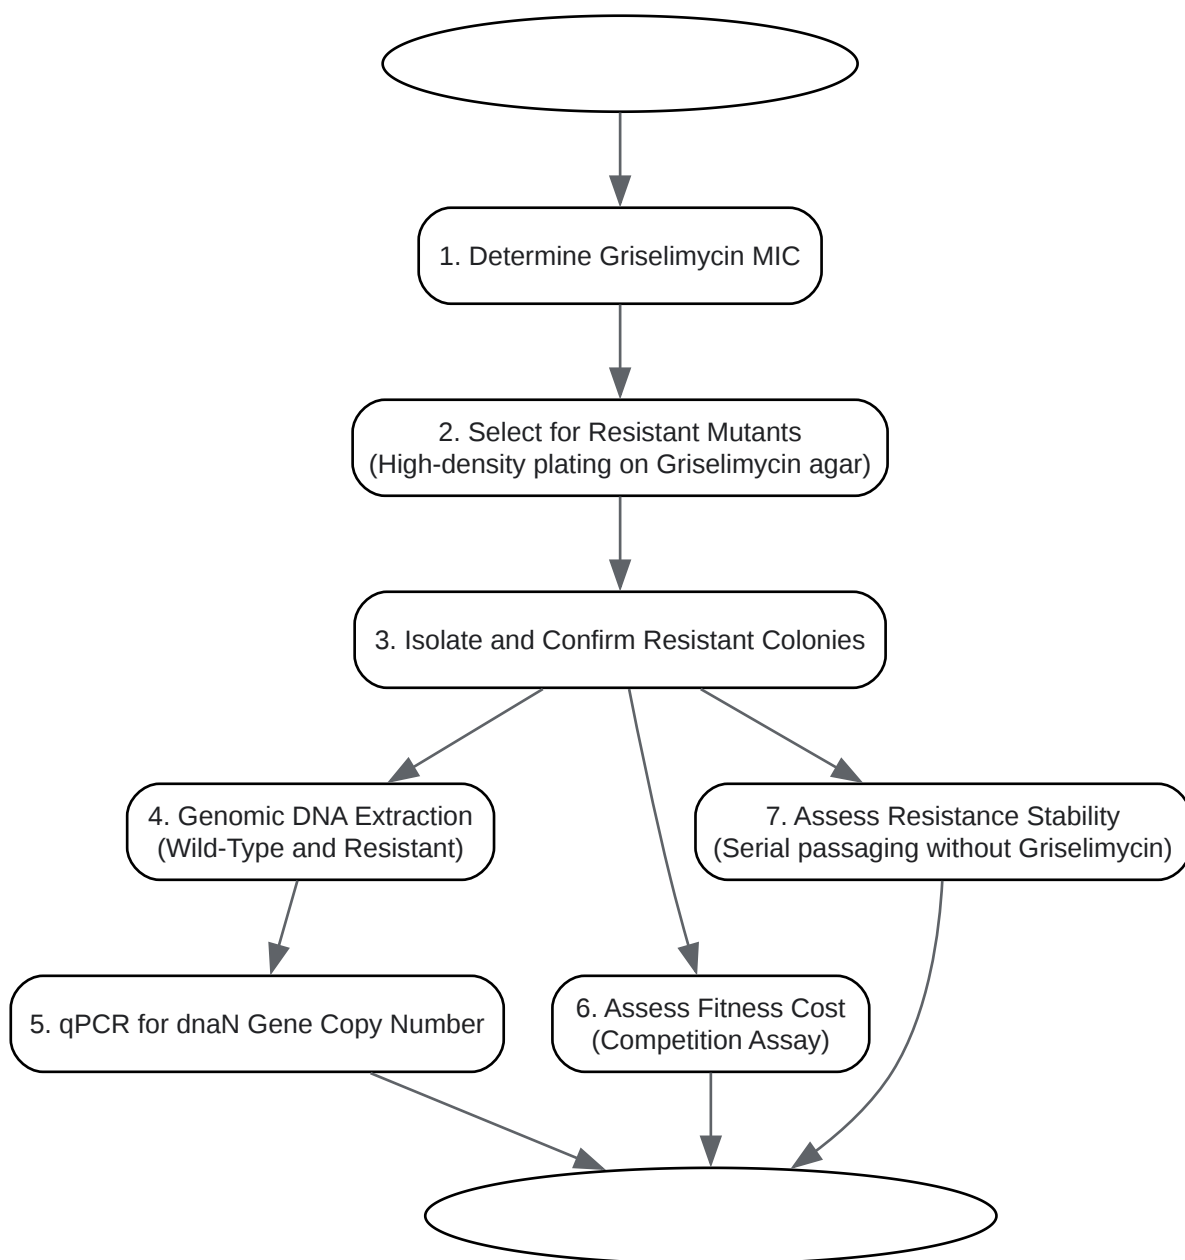 1. Determine Griselimycin MIC
2. Select for Resistant Mutants
(High-density plating on Griselimycin agar)
3. Isolate and Confirm Resistant Colonies
4. Genomic DNA Extraction
(Wild-Type and Resistant)
7. Assess Resistance Stability
(Serial passaging without Griselimycin)
5. qPCR for dnaN Gene Copy Number
6. Assess Fitness Cost
(Competition Assay)